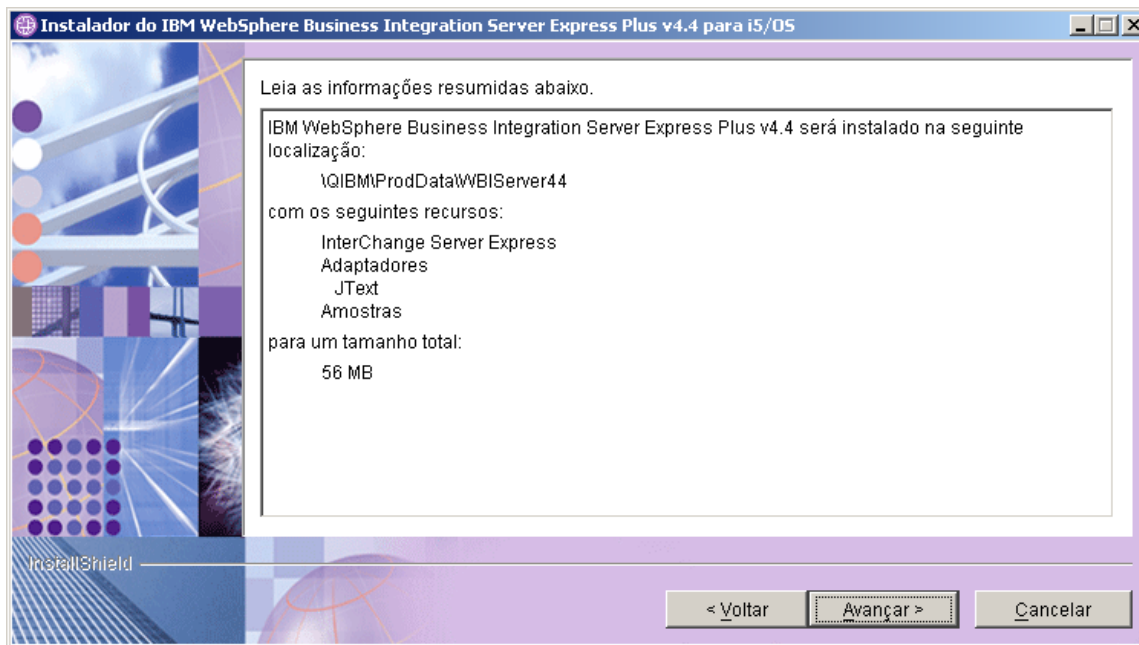 Instalador do IBM WebSphere Business Integration Server Express Plus v4.4 para i5/OS
Leia as informações resumidas abaixo.
IBM WebSphere Business Integration Server Express Plus v4.4 será instalado na seguinte
localização:
\QIBM\ProdData\WBIServer44
com os seguintes recursos:
InterChange Server Express
Adaptadores
JText
Amostras
para um tamanho total:
56 MB
InstallShield
< Voltar
Avançar >
Cancelar